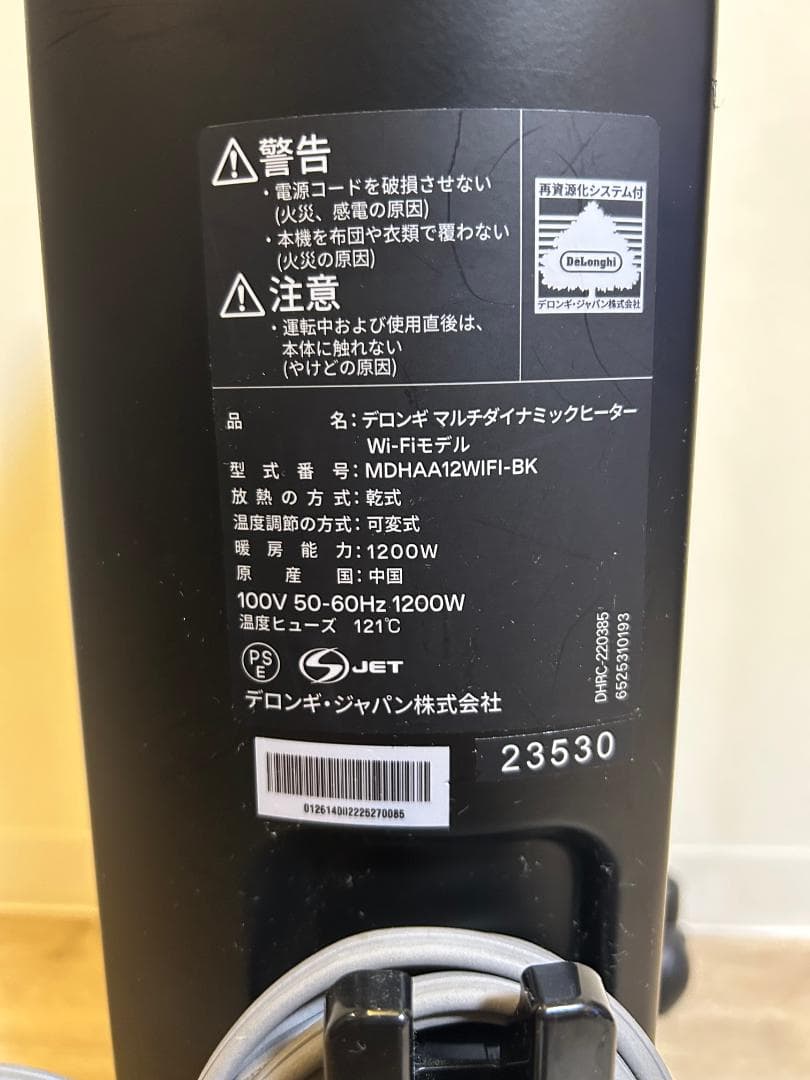 警告
・電源コードを破損させない
(火災、感電の原因)
・本機を布団や衣類で覆わない
(火災の原因)
注意
・運転中および使用直後は、
本体に触れない
(やけどの原因)
再資源化システム付
DeLonghi
デロンギ・ジャパン株式会社
品名：デロンギ マルチダイナミックヒーター
Wi-Fiモデル
型式番号：MDHAA12WIFI-BK
放熱の方式：乾式
温度調節の方式：可変式
暖房能力：1200W
原産国：中国
100V 50-60Hz 1200W
温度ヒューズ 121℃
PSE
JET
デロンギ・ジャパン株式会社
DHRC-220385
6525310193
23530
0126140022252 70085